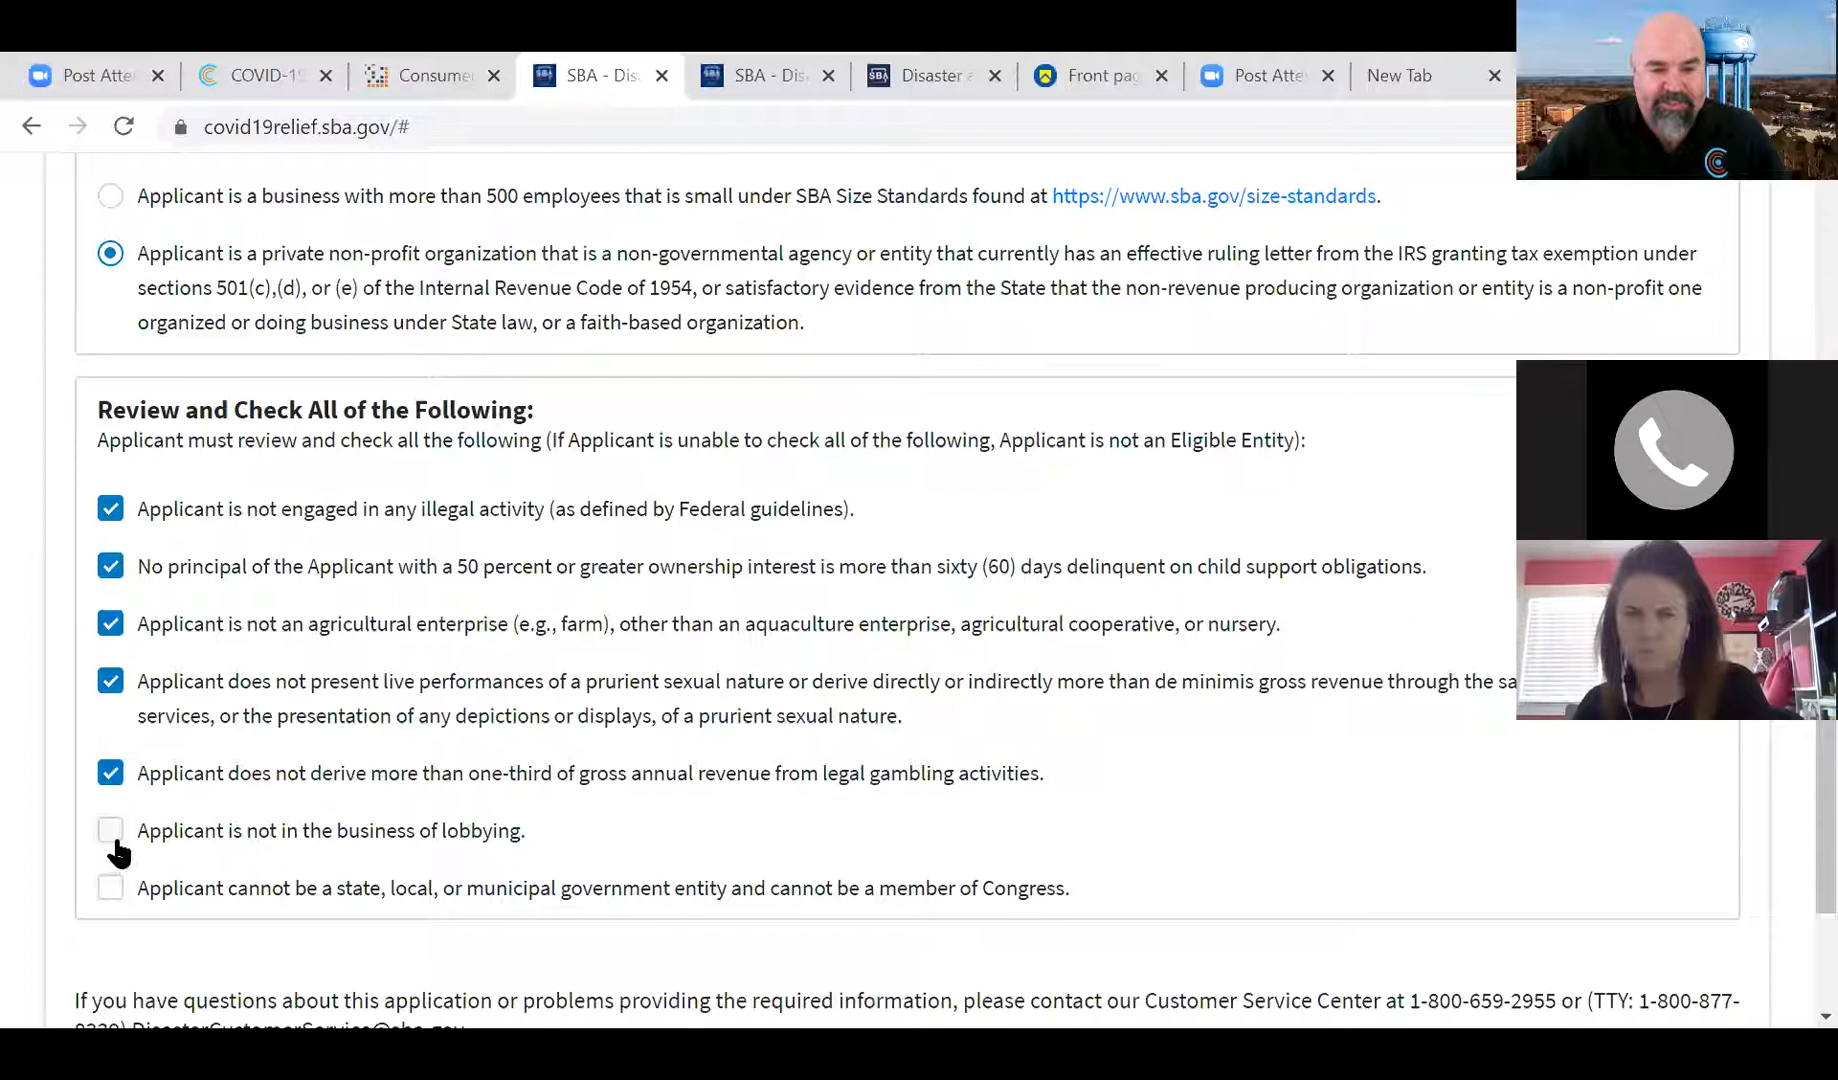 Post Atte COVID-19 Consumer SBA - Dis SBA - Dis Disaster Front pag Post Atte New Tab
covid19relief.sba.gov/#
Applicant is a business with more than 500 employees that is small under SBA Size Standards found at https://www.sba.gov/size-standards.
Applicant is a private non-profit organization that is a non-governmental agency or entity that currently has an effective ruling letter from the IRS granting tax exemption under
sections 501(c),(d), or (e) of the Internal Revenue Code of 1954, or satisfactory evidence from the State that the non-revenue producing organization or entity is a non-profit one
organized or doing business under State law, or a faith-based organization.
Review and Check All of the Following:
Applicant must review and check all the following (If Applicant is unable to check all of the following, Applicant is not an Eligible Entity):
Applicant is not engaged in any illegal activity (as defined by Federal guidelines).
No principal of the Applicant with a 50 percent or greater ownership interest is more than sixty (60) days delinquent on child support obligations.
Applicant is not an agricultural enterprise (e.g., farm), other than an aquaculture enterprise, agricultural cooperative, or nursery.
Applicant does not present live performances of a prurient sexual nature or derive directly or indirectly more than de minimis gross revenue through the sa
services, or the presentation of any depictions or displays, of a prurient sexual nature.
Applicant does not derive more than one-third of gross annual revenue from legal gambling activities.
Applicant is not in the business of lobbying.
Applicant cannot be a state, local, or municipal government entity and cannot be a member of Congress.
If you have questions about this application or problems providing the required information, please contact our Customer Service Center at 1-800-659-2955 or (TTY: 1-800-877-
8339) DisasterCustomerService@sba.gov